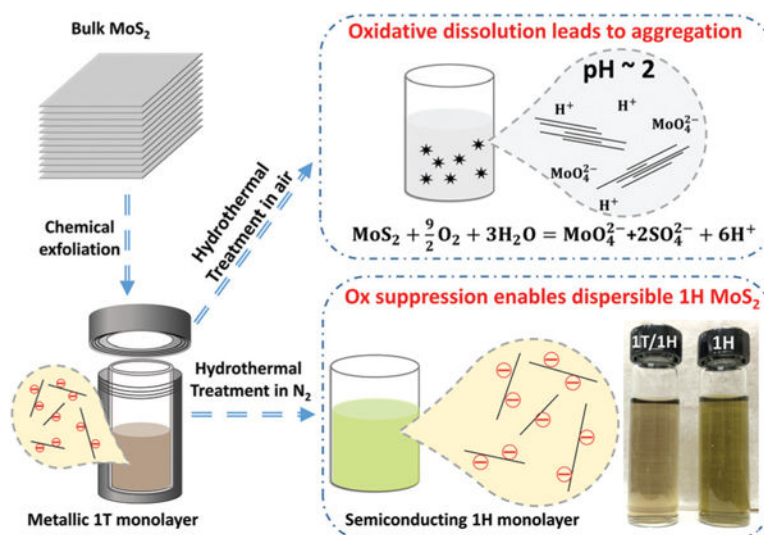 Bulk MoS₂
Chemical
exfoliation
Metallic 1T monolayer
Hydrothermal
Treatment in air
Hydrothermal
Treatment in N₂
Oxidative dissolution leads to aggregation
pH ~ 2
H⁺
H⁺
MoO₄²⁻
MoO₄²⁻
H⁺
MoS₂ + 9/2 O₂ + 3H₂O = MoO₄²⁻+2SO₄²⁻ + 6H⁺
Ox suppression enables dispersible 1H MoS₂
1T/1H
1H
Semiconducting 1H monolayer